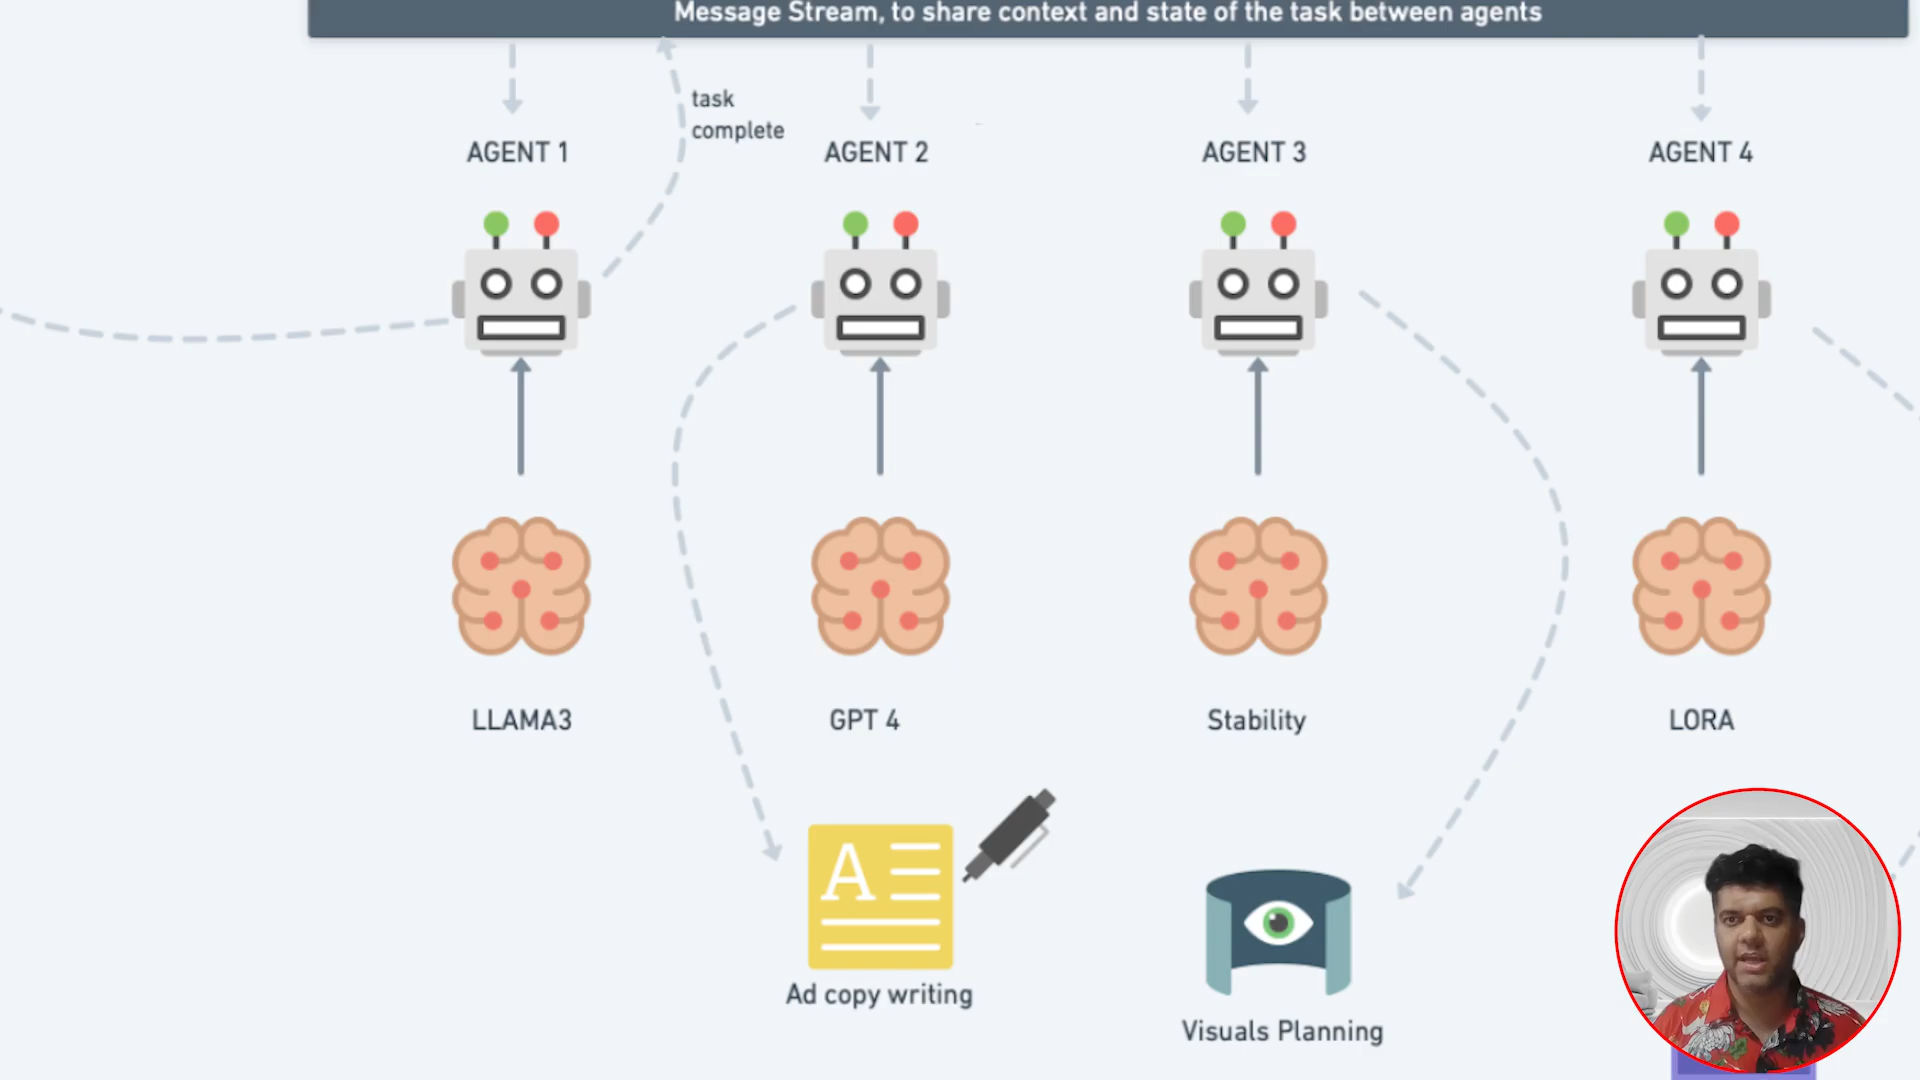 Message Stream, to share context and state of the task between agents
task
complete
AGENT 1
AGENT 2
AGENT 3
AGENT 4
LLAMA3
GPT 4
Stability
LORA
A
Ad copy writing
Visuals Planning